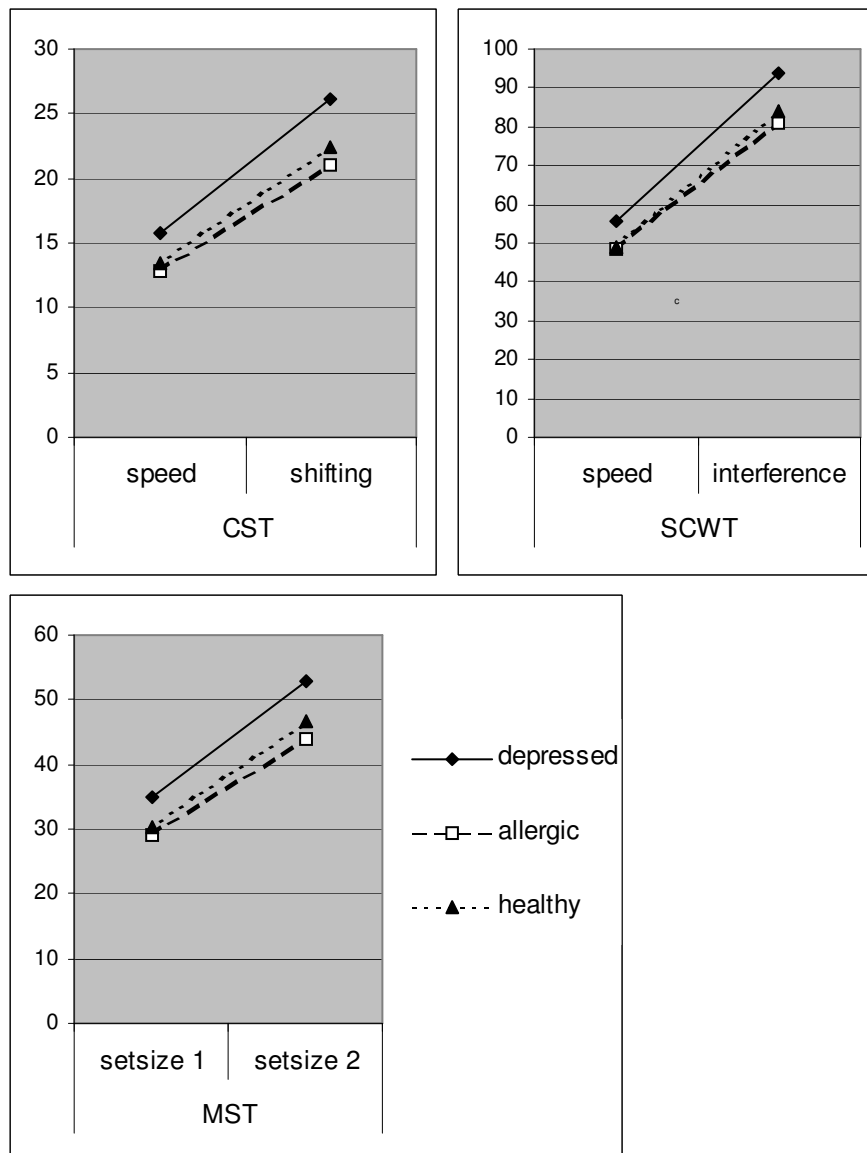 30
25
20
15
10
5
0
speed shifting
CST
100
90
80
70
60
50
40
30
20
10
0
c
speed interference
SCWT
60
50
40
30
20
10
0
setsize 1 setsize 2
MST
depressed
allergic
healthy